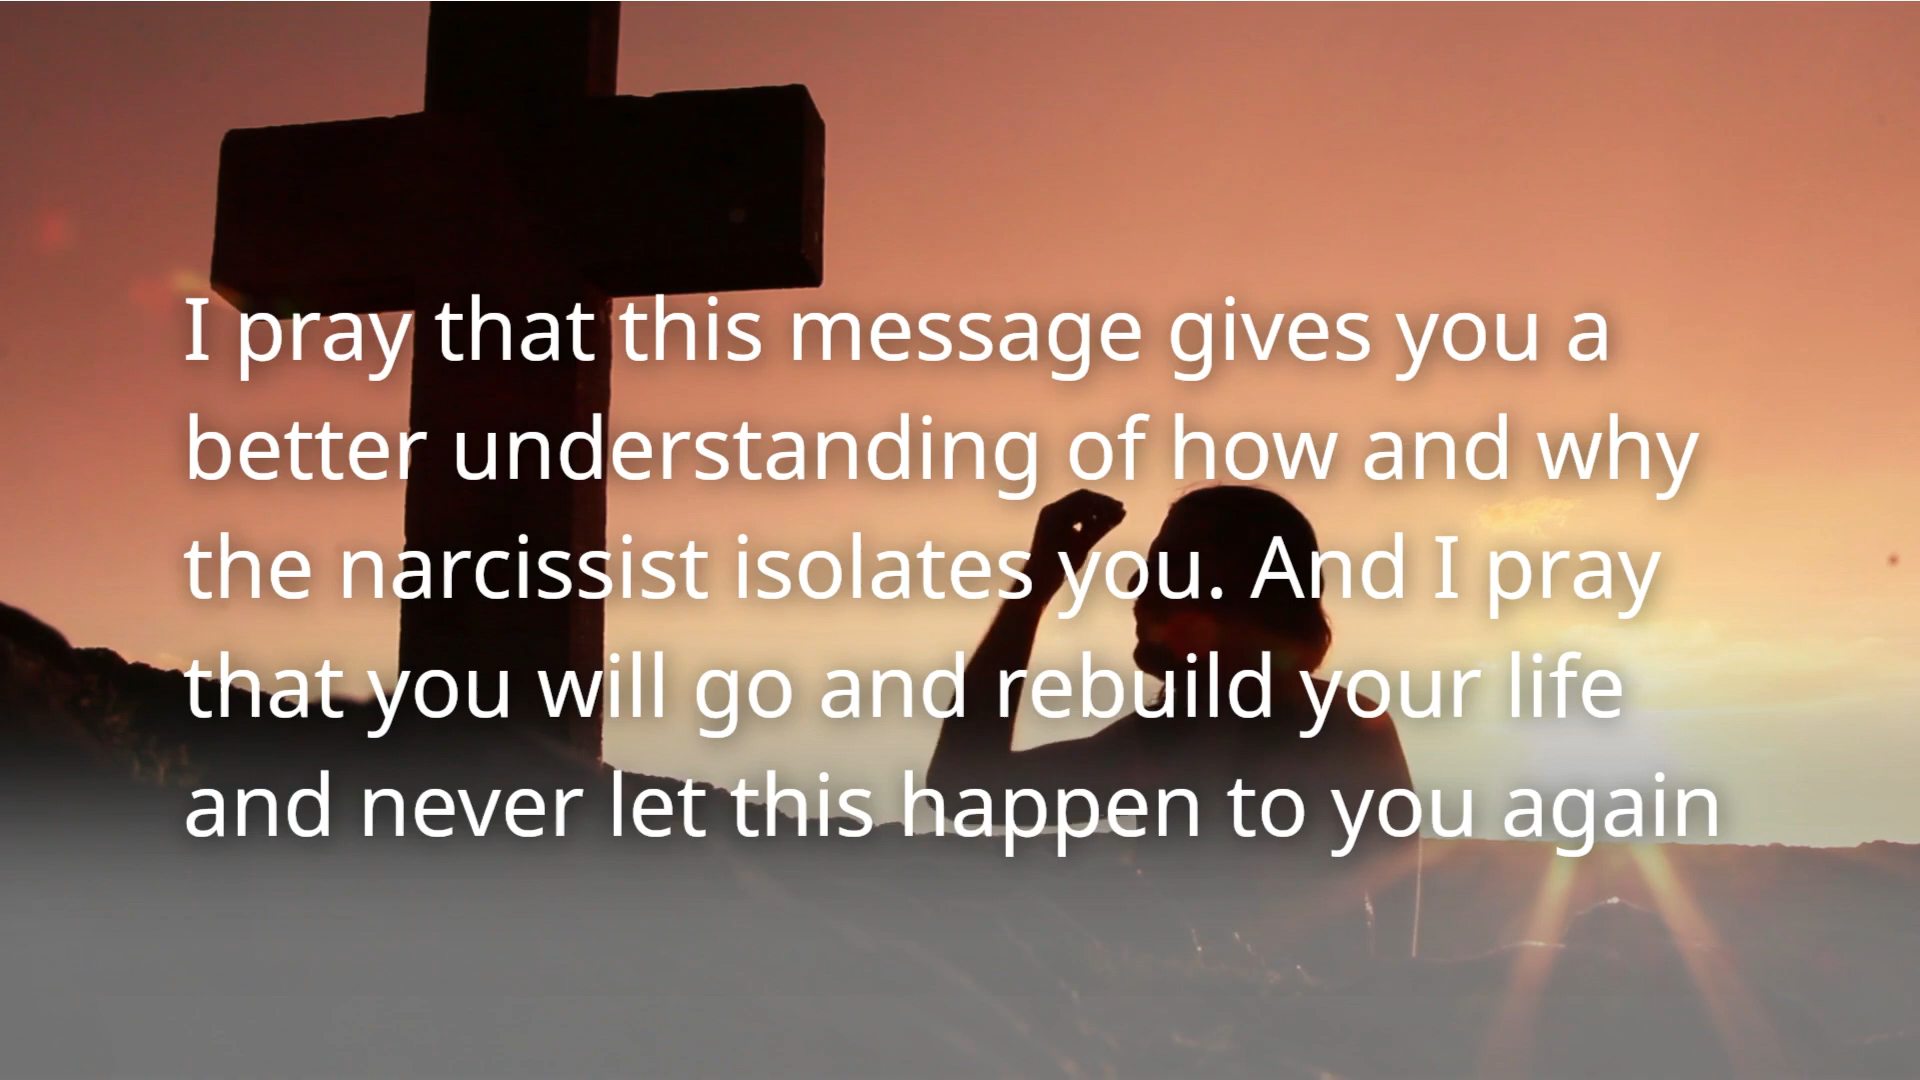 I pray that this message gives you a
better understanding of how and why
the narcissist isolates you. And I pray
that you will go and rebuild your life
and never let this happen to you again